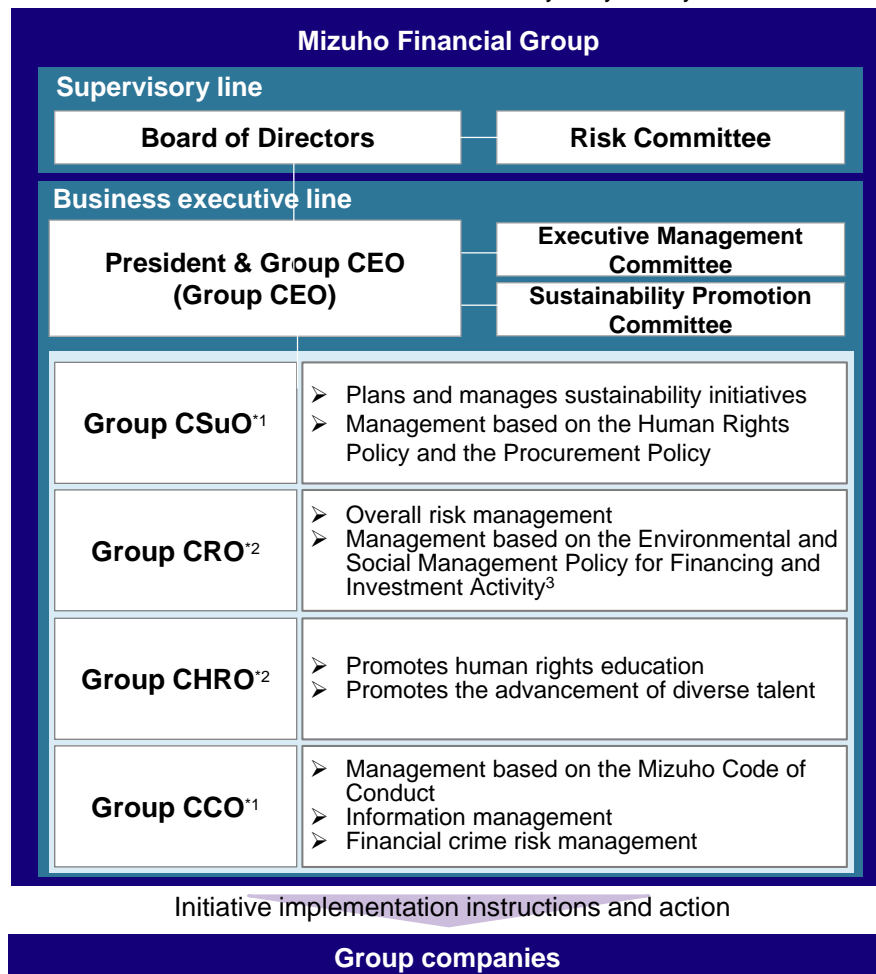 Mizuho Financial Group
Supervisory line
Board of Directors
Risk Committee
Business executive line
President & Group CEO
(Group CEO)
Executive Management
Committee
Sustainability Promotion
Committee
Group CSuO*1
➢ Plans and manages sustainability initiatives
➢ Management based on the Human Rights
Policy and the Procurement Policy
Group CRO*2
➢ Overall risk management
➢ Management based on the Environmental and
Social Management Policy for Financing and
Investment Activity3
Group CHRO*2
➢ Promotes human rights education
➢ Promotes the advancement of diverse talent
Group CCO*1
➢ Management based on the Mizuho Code of
Conduct
➢ Information management
➢ Financial crime risk management
Initiative implementation instructions and action
Group companies